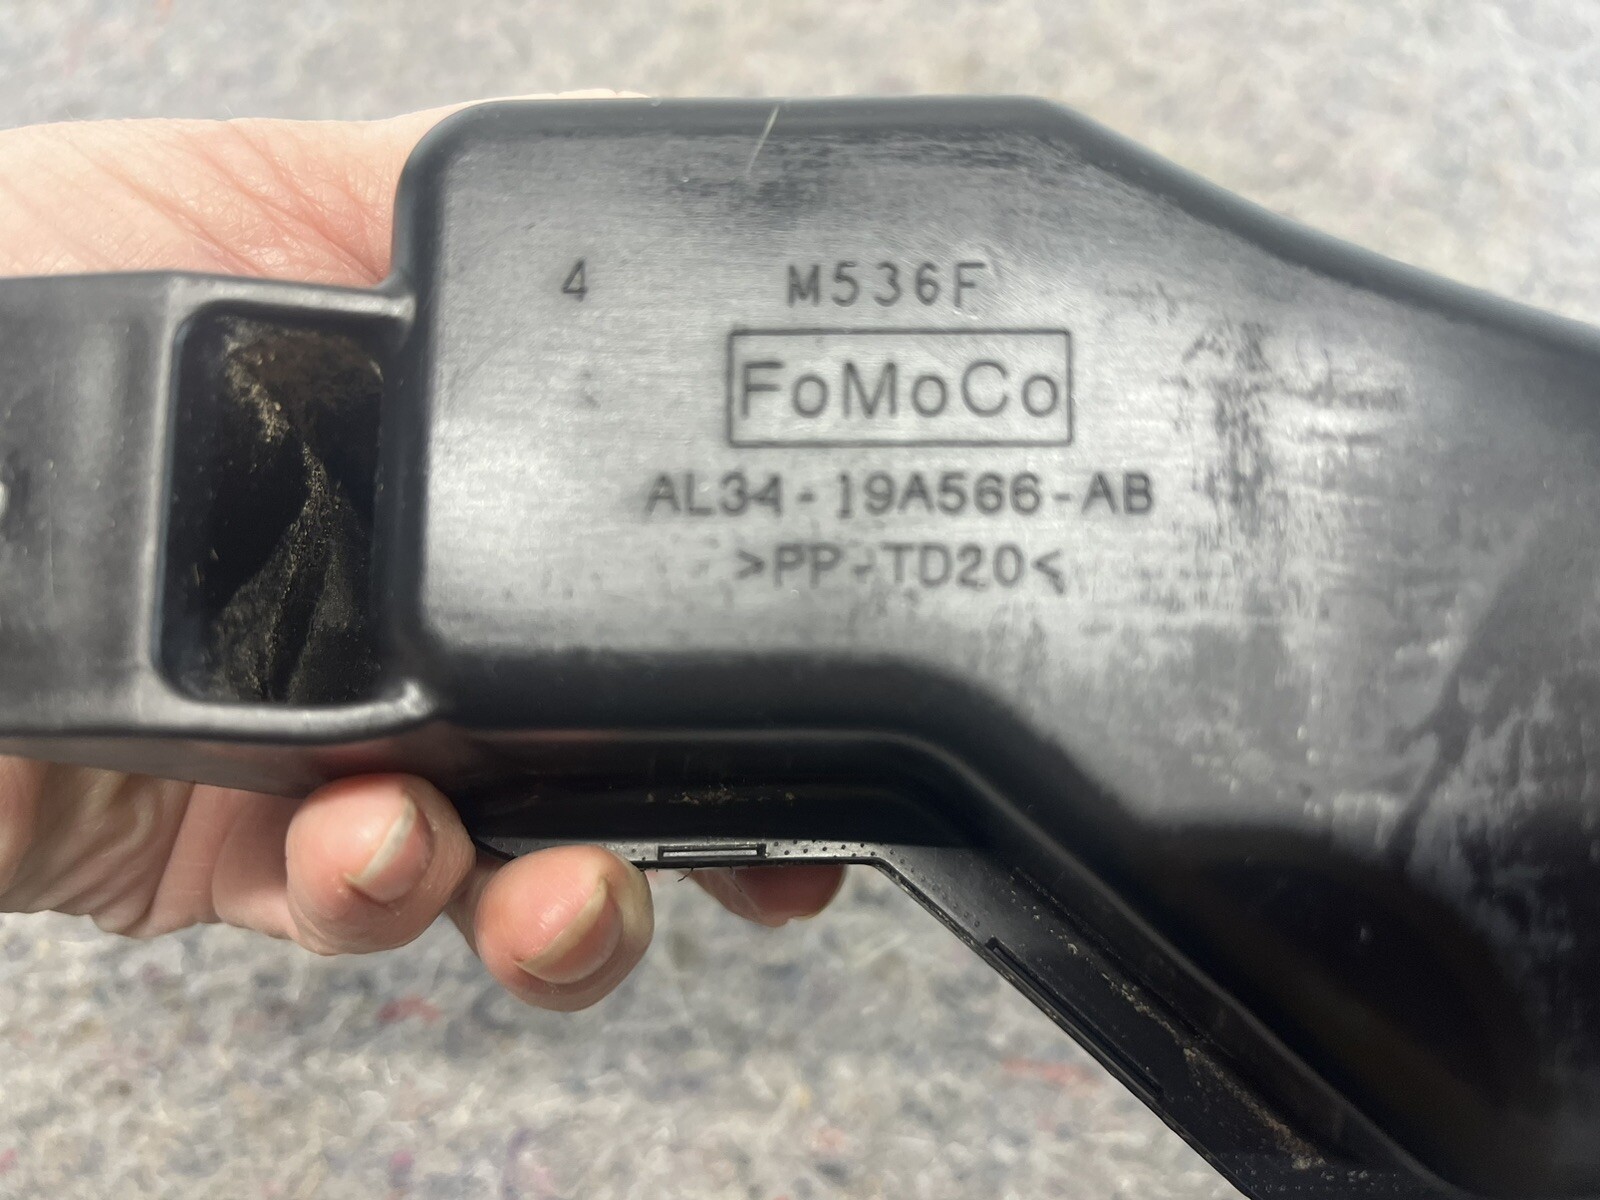 4 M536F
FoMoCo
AL34-19A566-AB
>PP-TD20<